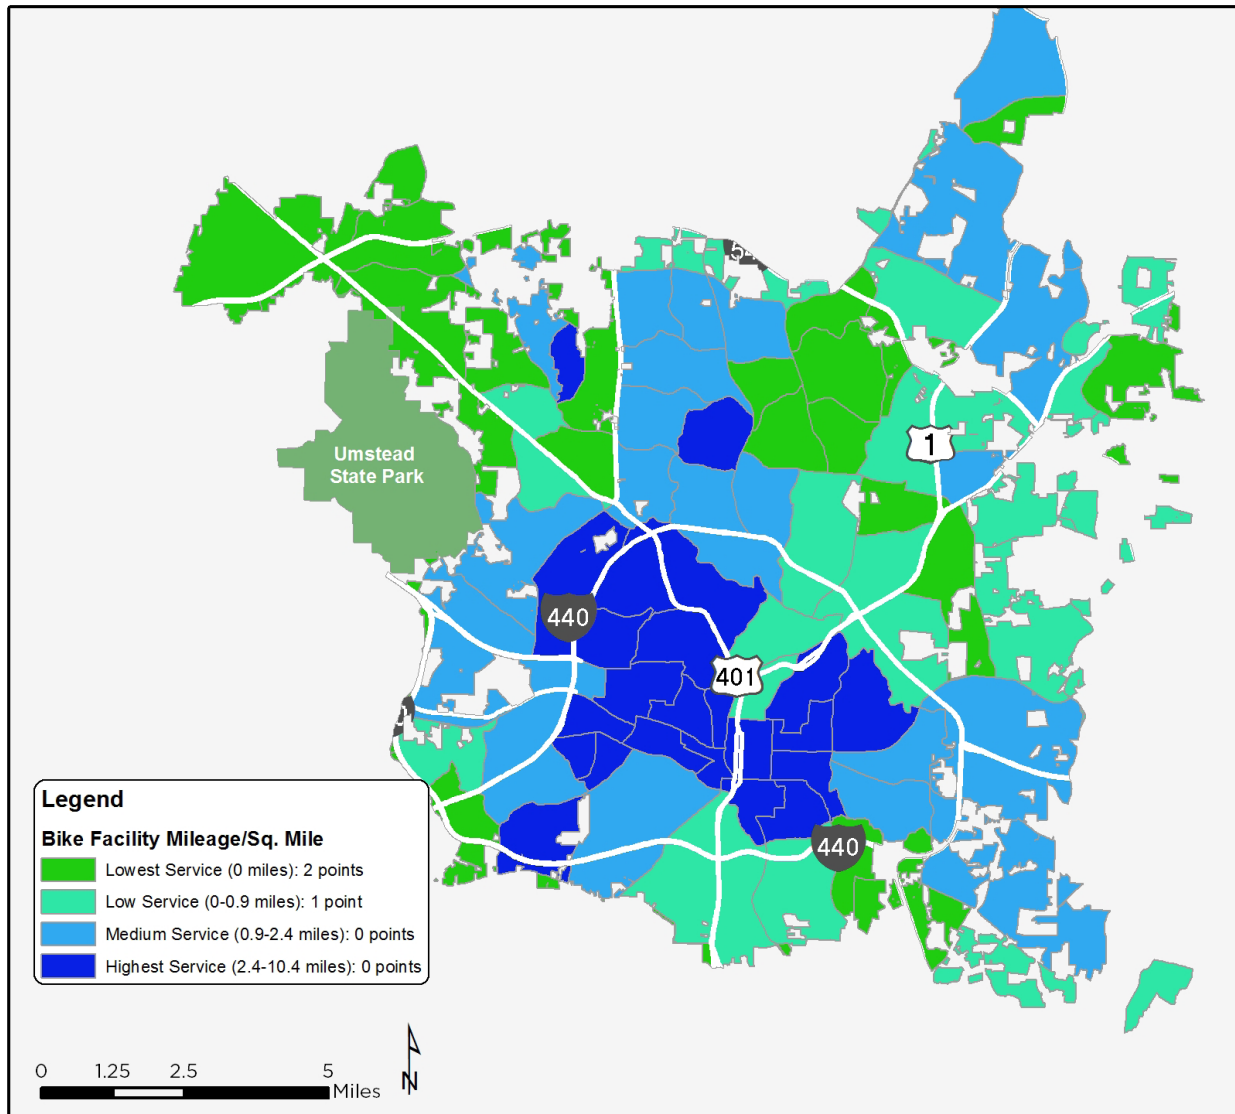 1
Umstead
State Park
440
401
440
Legend
Bike Facility Mileage/Sq. Mile
Lowest Service (0 miles): 2 points
Low Service (0-0.9 miles): 1 point
Medium Service (0.9-2.4 miles): 0 points
Highest Service (2.4-10.4 miles): 0 points
0 1.25 2.5 5
Miles
N